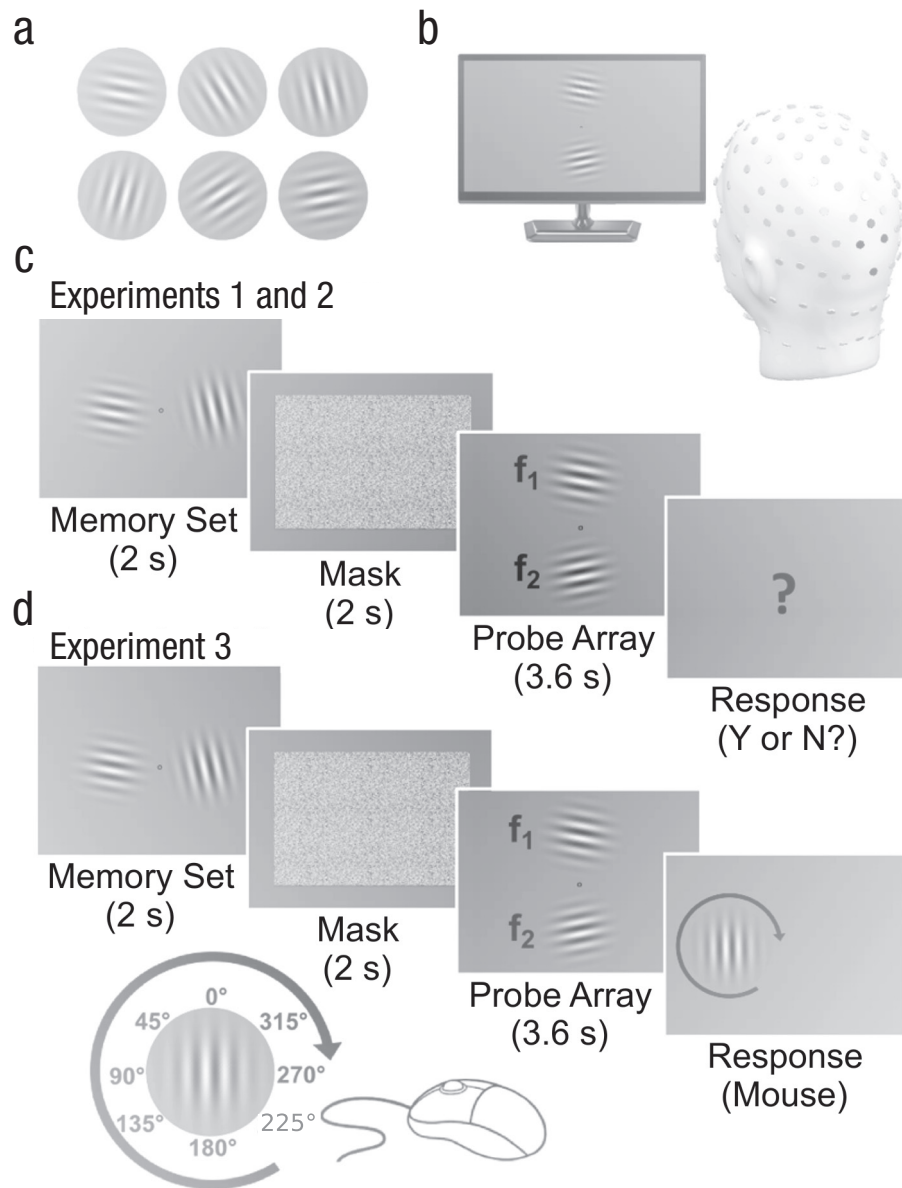 a
b
c
Experiments 1 and 2
Memory Set
(2 s)
Mask
(2 s)
f₁
f₂
Probe Array
(3.6 s)
?
Response
(Y or N?)
d
Experiment 3
Memory Set
(2 s)
Mask
(2 s)
f₁
f₂
Probe Array
(3.6 s)
Response
(Mouse)
0°
45° 315°
90° 270°
135° 225°
180°